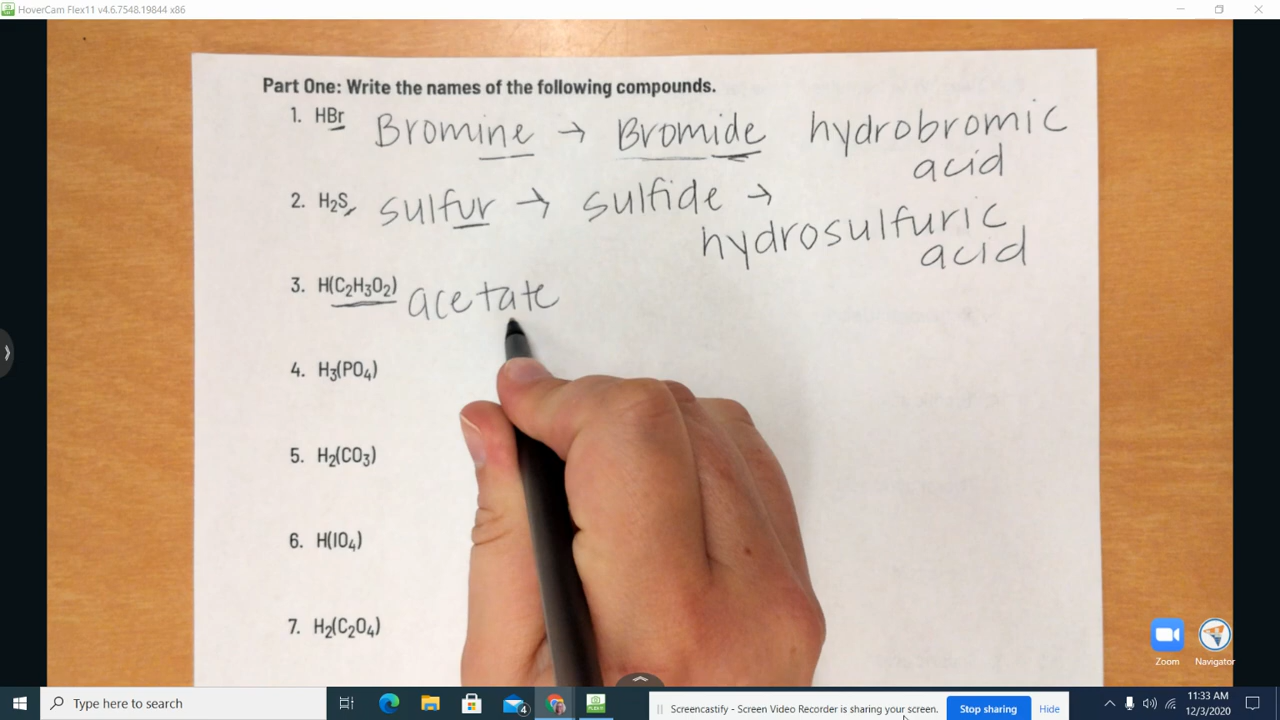 HoverCam Flex11 v4.6.7548.19844 x86
Part One: Write the names of the following compounds.
1. HBr Bromine → Bromide hydrobromic
acid
2. H2S sulfur → sulfide →
hydrosulfuric
acid
3. H(C2H3O2) acetate
4. H3(PO4)
5. H2(CO3)
6. H(IO4)
7. H2(C2O4)
Zoom
Navigator
Type here to search
4
FLEX11
Screencastify - Screen Video Recorder is sharing your screen.
Stop sharing
Hide
11:33 AM
12/3/2020